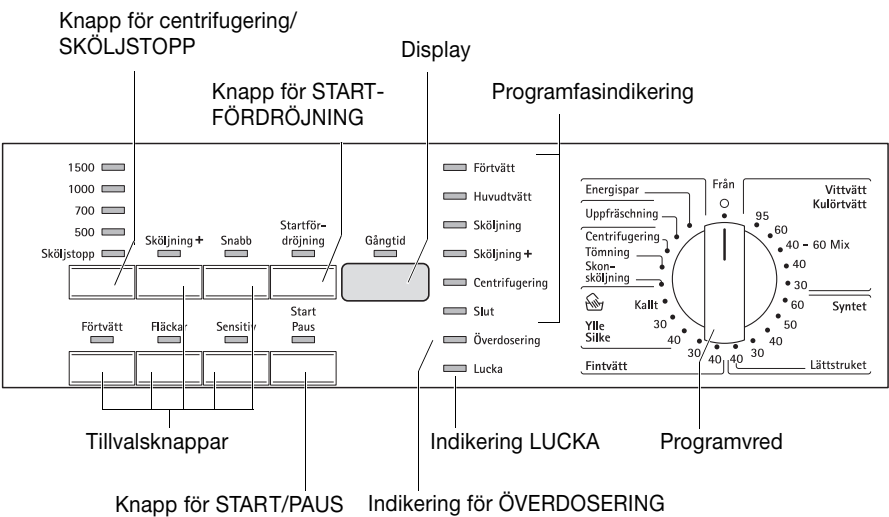 Knapp för centrifugering/
SKÖLJSTOPP
Display
Knapp för START-
FÖRDRÖJNING
Programfasindikering
1500
1000
700
500
Sköljstopp
Sköljning +
Snabb
Startför-
dröjning
Gångtid
Förtvätt
Fläckar
Sensitiv
Start
Paus
Förtvätt
Huvudtvätt
Sköljning
Sköljning +
Centrifugering
Slut
Överdosering
Lucka
Energispar
Uppfräschning
Centrifugering
Tömning
Skon-
sköljning
Ylle
Silke
Fintvätt
Från
Vittvätt
Kulörtvätt
95
60
40 - 60 Mix
40
30
60
Syntet
50
40
30
40
Lättstruket
40
30
40
30
Kallt
Tillvalsknappar
Indikering LUCKA
Programvred
Knapp för START/PAUS
Indikering för ÖVERDOSERING